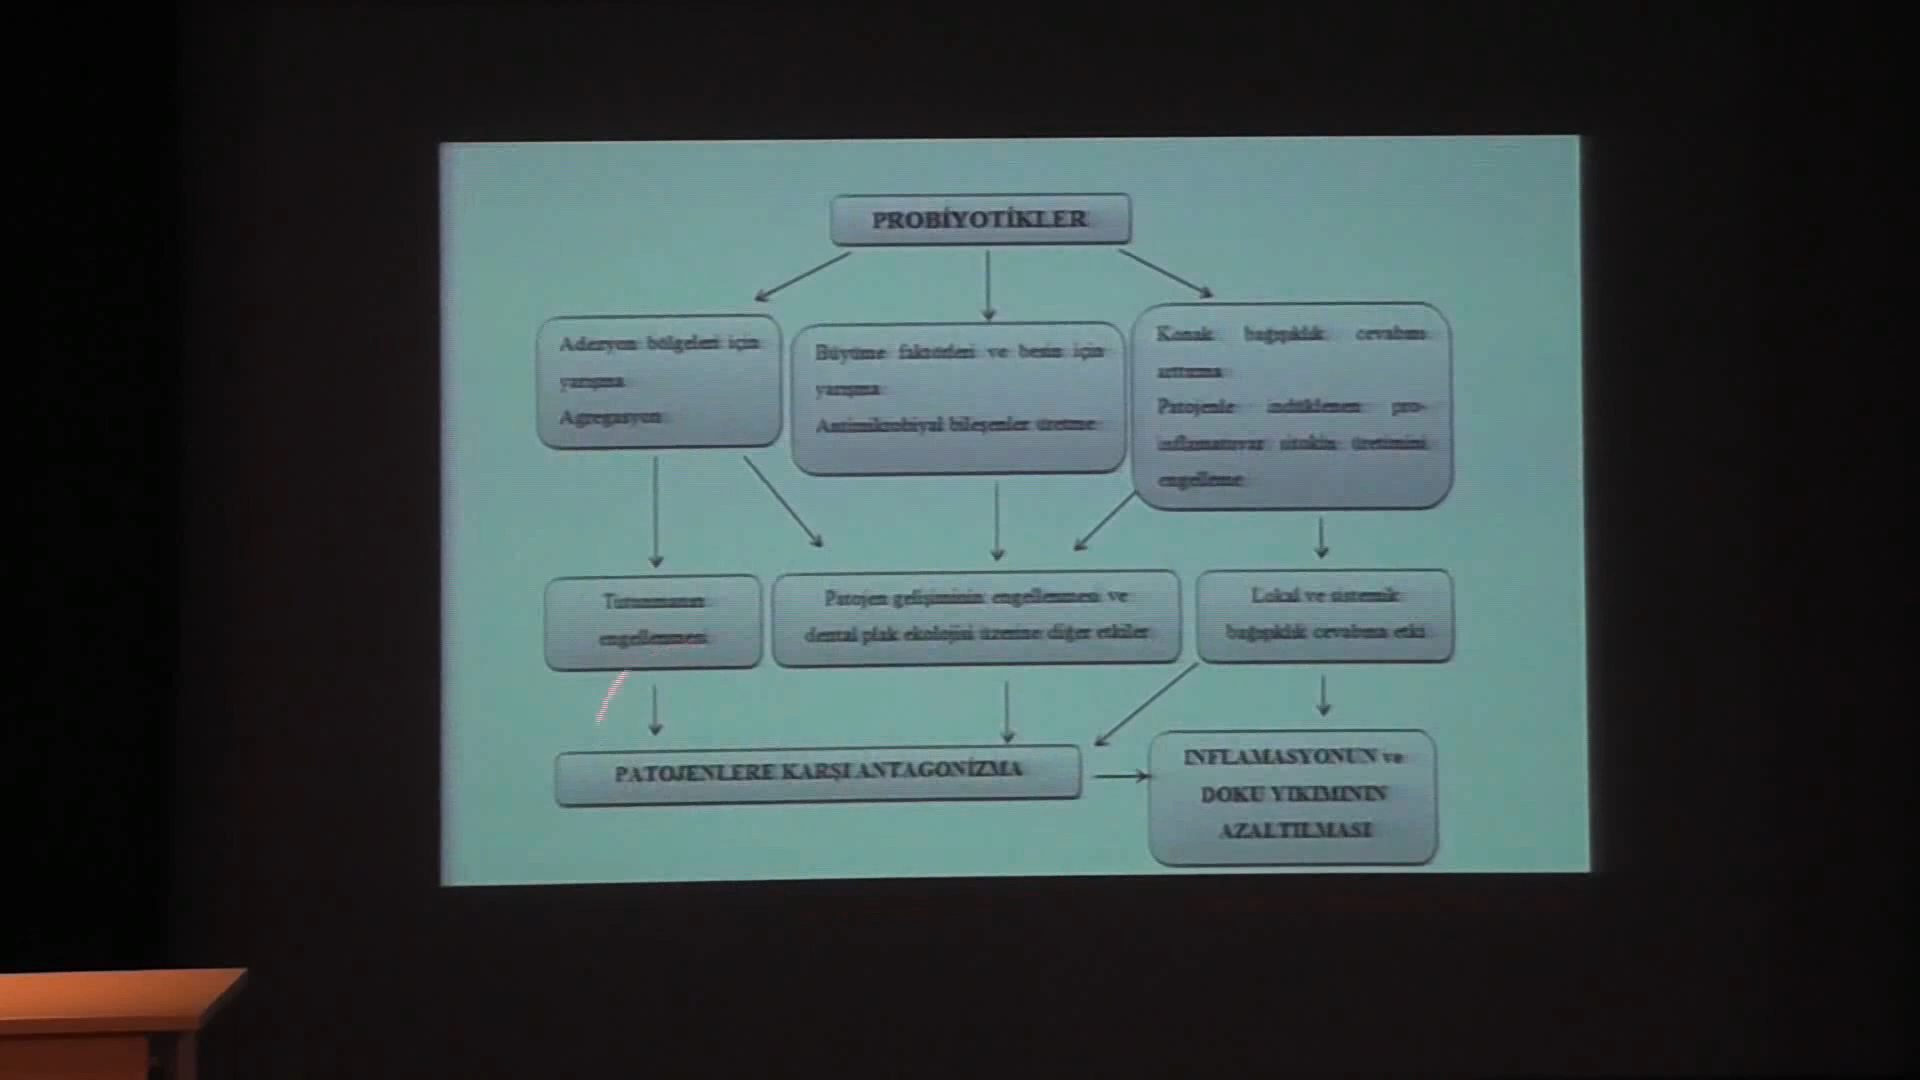 PROBİYOTİKLER
Adezyon bölgeleri için
yarışma
Agregasyon
Büyüme faktörleri ve besin için
yarışma
Antimikrobiyal bileşenler üretme
Konak bağışıklık cevabını
arttırma
Patojenle indüklenen pro-
inflamatuvar sitokin üretimini
engelleme
Tutunmanın
engellenmesi
Patojen gelişiminin engellenmesi ve
dental plak ekolojisi üzerine diğer etkiler
Lokal ve sistemik
bağışıklık cevabına etki
PATOJENLERE KARŞI ANTAGONİZMA
INFLAMASYONUN ve
DOKU YIKIMININ
AZALTILMASI